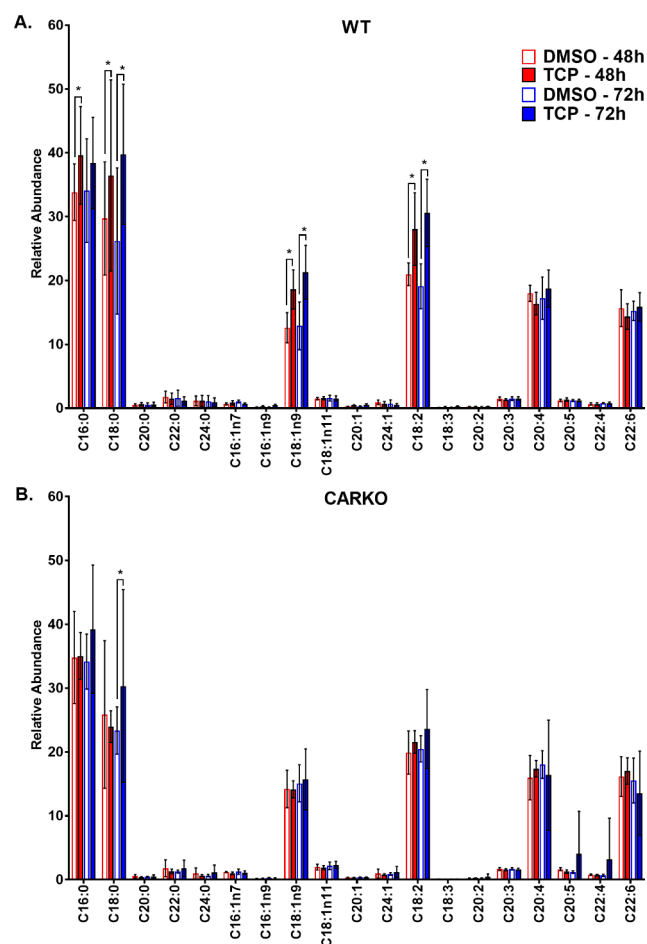 A.
WT
60
50
40
30
20
10
0
Relative Abundance
DMSO - 48h
TCP - 48h
DMSO - 72h
TCP - 72h
* * * * * * *
C16:0 C18:0 C20:0 C22:0 C24:0 C16:1n7 C16:1n9 C18:1n9 C18:1n11 C20:1 C24:1 C18:2 C18:3 C20:2 C20:3 C20:4 C20:5 C22:4 C22:6
B.
CARKO
60
50
40
30
20
10
0
Relative Abundance
*
C16:0 C18:0 C20:0 C22:0 C24:0 C16:1n7 C16:1n9 C18:1n9 C18:1n11 C20:1 C24:1 C18:2 C18:3 C20:2 C20:3 C20:4 C20:5 C22:4 C22:6